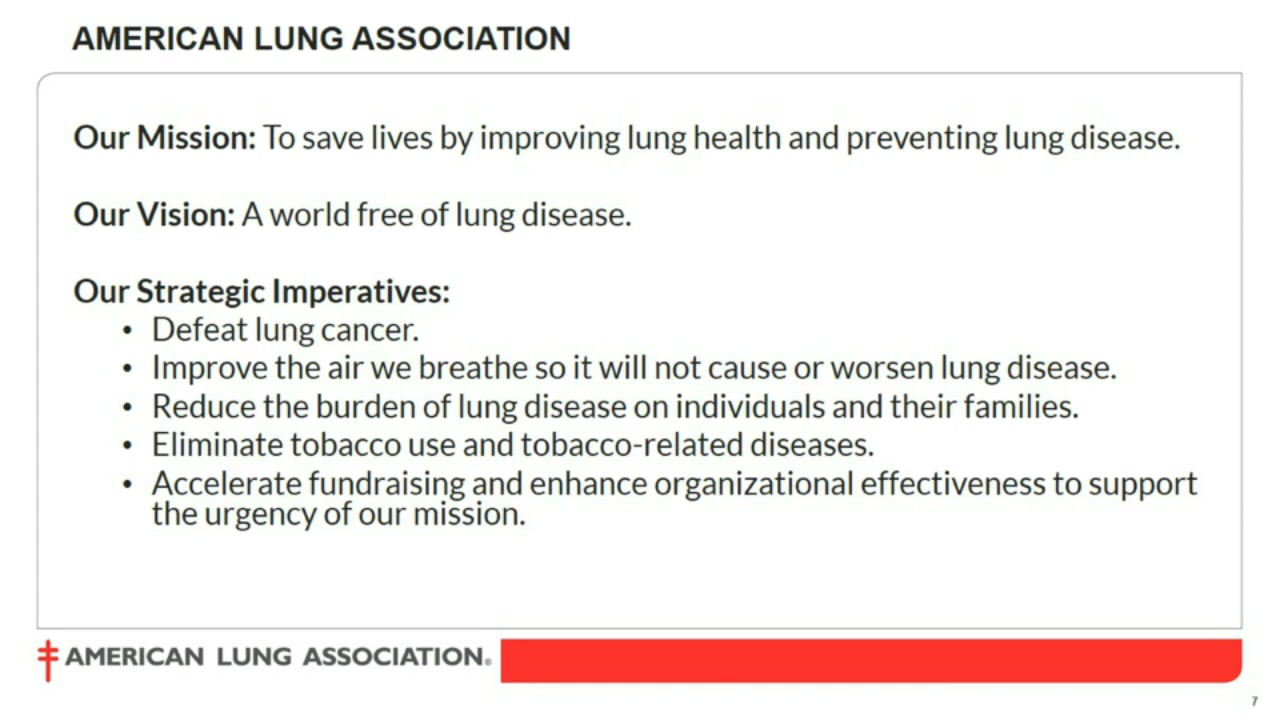 AMERICAN LUNG ASSOCIATION
Our Mission: To save lives by improving lung health and preventing lung disease.
Our Vision: A world free of lung disease.
Our Strategic Imperatives:
• Defeat lung cancer.
• Improve the air we breathe so it will not cause or worsen lung disease.
• Reduce the burden of lung disease on individuals and their families.
• Eliminate tobacco use and tobacco-related diseases.
• Accelerate fundraising and enhance organizational effectiveness to support
the urgency of our mission.
AMERICAN LUNG ASSOCIATION®
7